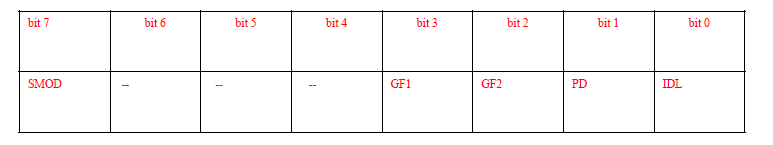 bit 7 bit 6 bit 5 bit 4 bit 3 bit 2 bit 1 bit 0
SMOD -- -- -- GF1 GF2 PD IDL